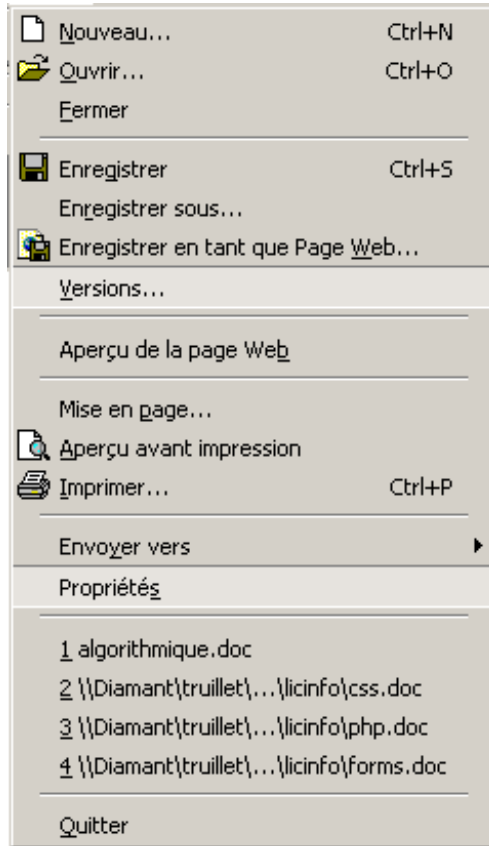 Nouveau... Ctrl+N
Ouvrir... Ctrl+O
Fermer
Enregistrer Ctrl+S
Enregistrer sous...
Enregistrer en tant que Page Web...
Versions...
Aperçu de la page Web
Mise en page...
Aperçu avant impression
Imprimer... Ctrl+P
Envoyer vers
Propriétés
1 algorithmique.doc
2 \\Diamant\truillet\...\licinfo\css.doc
3 \\Diamant\truillet\...\licinfo\php.doc
4 \\Diamant\truillet\...\licinfo\forms.doc
Quitter